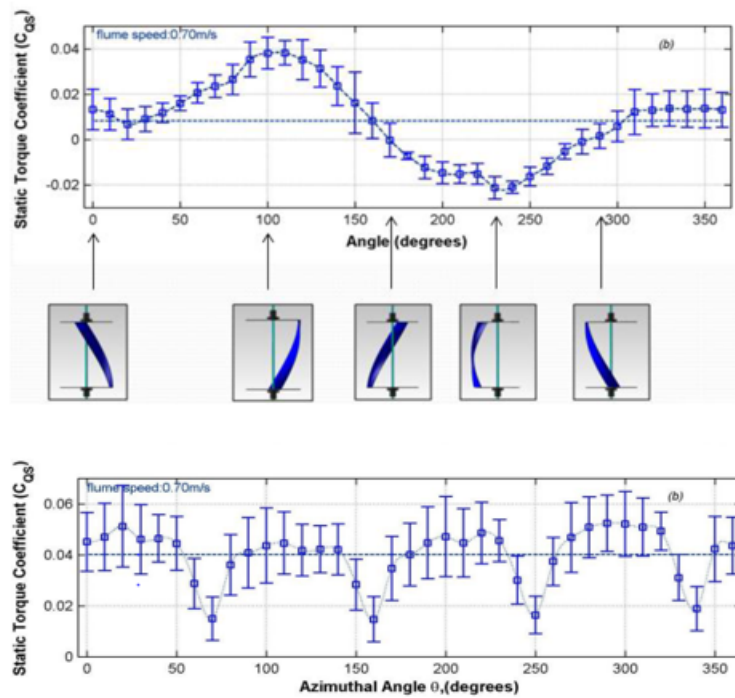 flume speed:0.70m/s
(b)
Static Torque Coefficient (C_QS)
0.04
0.02
0
-0.02
0 50 100 150 200 250 300 350
Angle (degrees)
flume speed:0.70m/s
(b)
Static Torque Coefficient (C_QS)
0.06
0.04
0.02
0
0 50 100 150 200 250 300 350
Azimuthal Angle θ,(degrees)